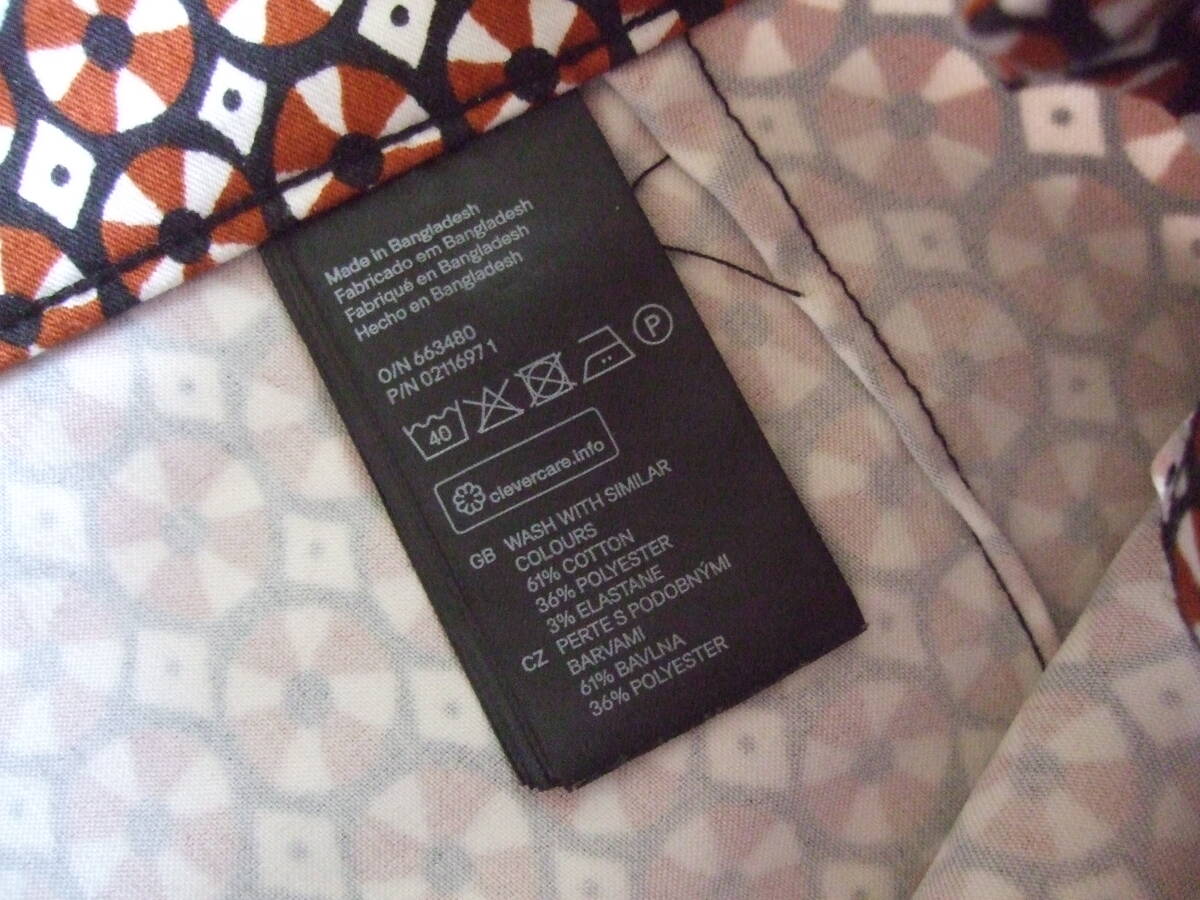 Made in Bangladesh
Fabricado em Bangladesh
Fabriqué en Bangladesh
Hecho en Bangladesh
O/N 663480
P/N 0211697 1
40
P
clevercare.info
GB WASH WITH SIMILAR
COLOURS
61% COTTON
36% POLYESTER
3% ELASTANE
CZ PERTE S PODOBNÝMI
BARVAMI
61% BAVLNA
36% POLYESTER